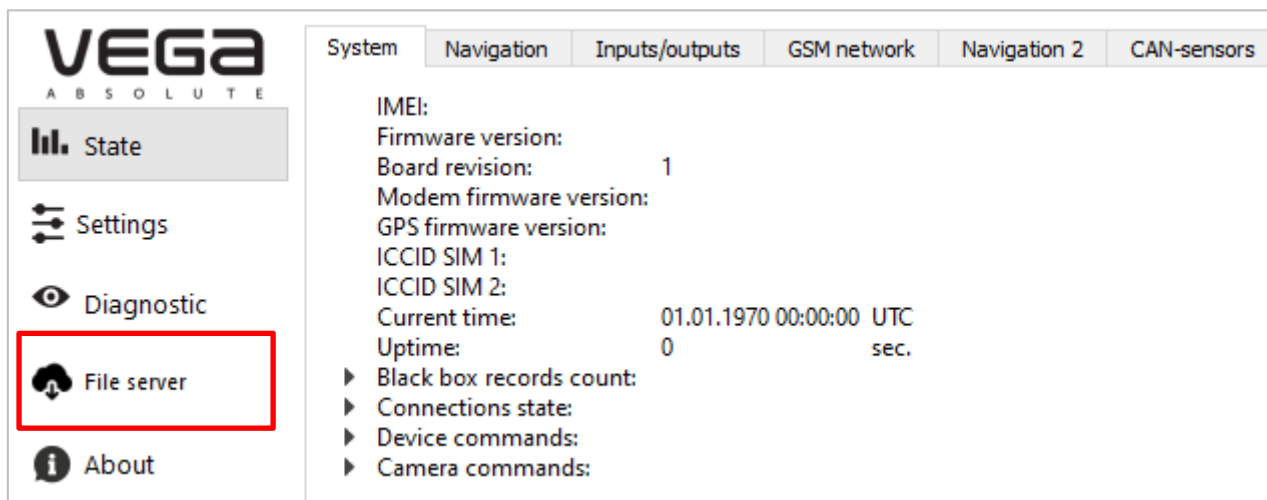 VEGA
ABSOLUTE
State
Settings
Diagnostic
File server
About
System Navigation Inputs/outputs GSM network Navigation 2 CAN-sensors
IMEI:
Firmware version:
Board revision: 1
Modem firmware version:
GPS firmware version:
ICCID SIM 1:
ICCID SIM 2:
Current time: 01.01.1970 00:00:00 UTC
Uptime: 0 sec.
Black box records count:
Connections state:
Device commands:
Camera commands: